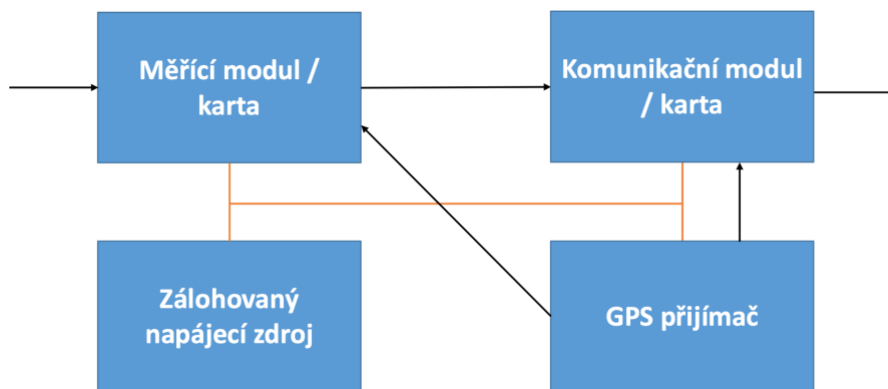 Měřící modul /
karta
Komunikační modul
/ karta
Zálohovaný
napájecí zdroj
GPS přijímač